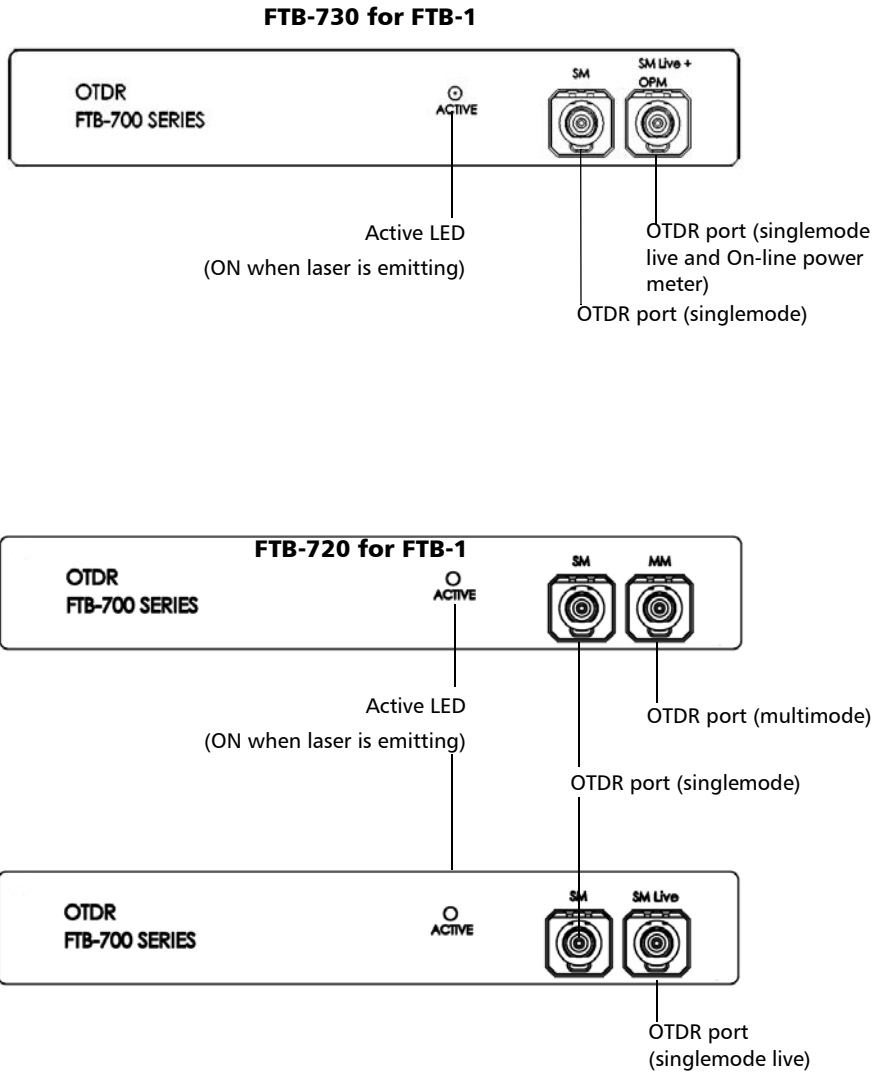 FTB-730 for FTB-1
OTDR
FTB-700 SERIES
ACTIVE
SM
SM Live +
OPM
Active LED
(ON when laser is emitting)
OTDR port (singlemode
live and On-line power
meter)
OTDR port (singlemode)
FTB-720 for FTB-1
OTDR
FTB-700 SERIES
ACTIVE
SM
MM
Active LED
(ON when laser is emitting)
OTDR port (multimode)
OTDR port (singlemode)
OTDR
FTB-700 SERIES
ACTIVE
SM
SM Live
OTDR port
(singlemode live)